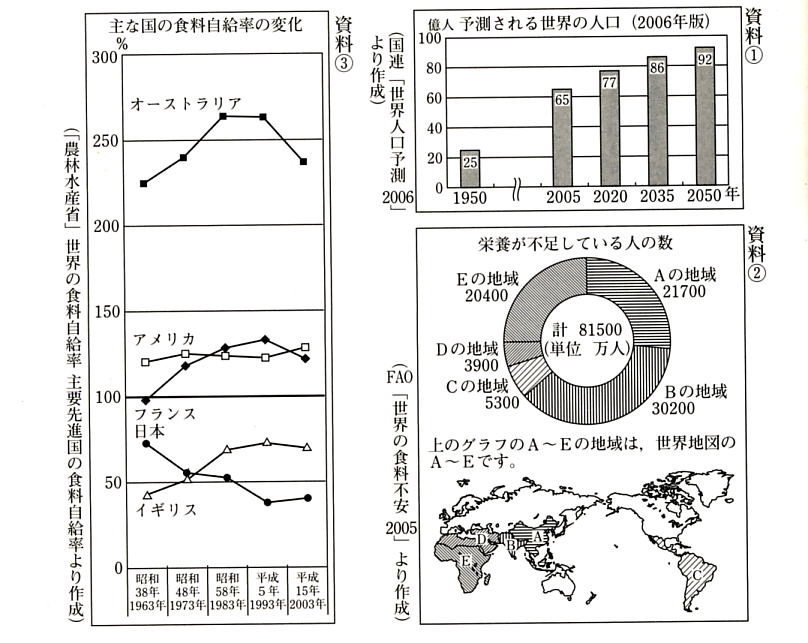 資料①
億人 予測される世界の人口（2006年版）
100
80
60
40
20
0
25
65
77
86
92
1950
2005
2020
2035
2050 年
（国連「世界人口予測2006」
より作成）
資料②
栄養が不足している人の数
Ｅの地域
20400
Ａの地域
21700
計 81500
（単位 万人）
Ｄの地域
3900
Ｃの地域
5300
Ｂの地域
30200
上のグラフのＡ～Ｅの地域は，世界地図の
Ａ～Ｅです。
A
B
C
D
E
（FAO「世界の食料不安2005」より作成）
資料③
主な国の食料自給率の変化
%
300
250
200
150
100
50
0
オーストラリア
アメリカ
フランス
日本
イギリス
昭和
38年
1963年
昭和
48年
1973年
昭和
58年
1983年
平成
5年
1993年
平成
15年
2003年
（「農林水産省」世界の食料自給率 主要先進国の食料自給率より作成）